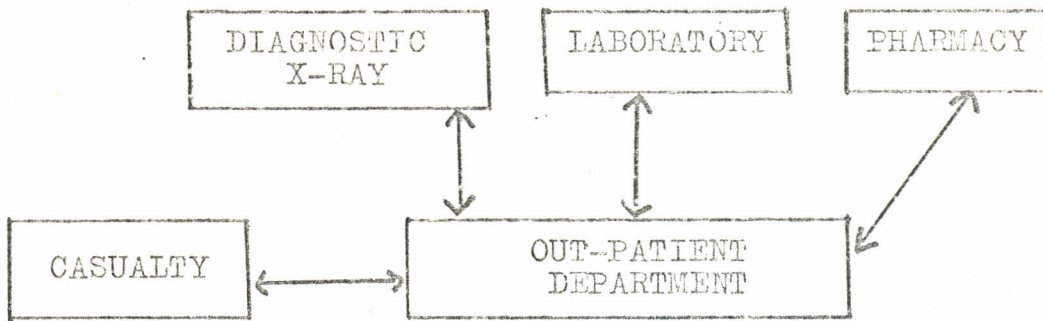 DIAGNOSTIC
X-RAY
LABORATORY
PHARMACY
CASUALTY
OUT-PATIENT
DEPARTMENT